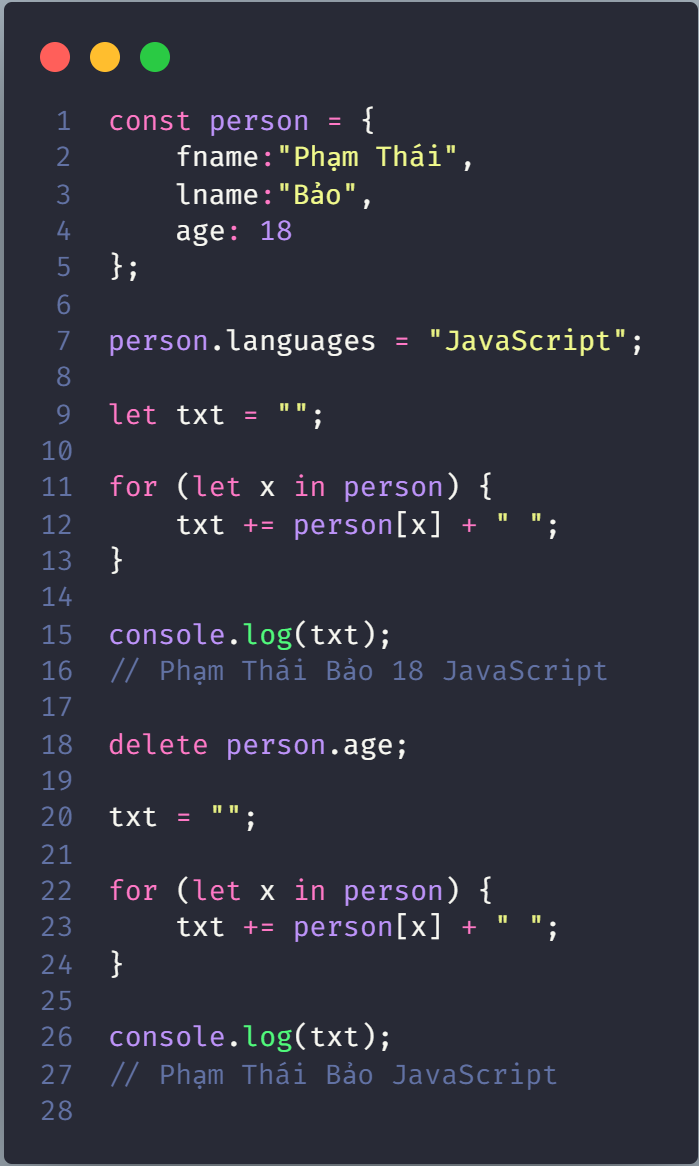 1 const person = {
2     fname:"Phạm Thái",
3     lname:"Bảo",
4     age: 18
5 };
6
7 person.languages = "JavaScript";
8
9 let txt = "";
10
11 for (let x in person) {
12     txt += person[x] + " ";
13 }
14
15 console.log(txt);
16 // Phạm Thái Bảo 18 JavaScript
17
18 delete person.age;
19
20 txt = "";
21
22 for (let x in person) {
23     txt += person[x] + " ";
24 }
25
26 console.log(txt);
27 // Phạm Thái Bảo JavaScript
28